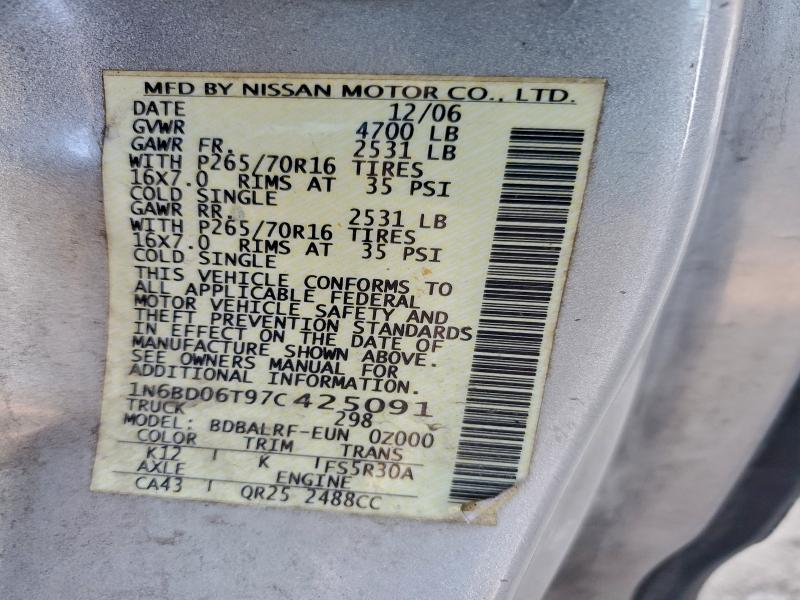 MFD BY NISSAN MOTOR CO., LTD.
DATE 12/06
GVWR 4700 LB
GAWR FR. 2531 LB
WITH P265/70R16 TIRES
16X7.0 RIMS AT 35 PSI
COLD SINGLE
GAWR RR. 2531 LB
WITH P265/70R16 TIRES
16X7.0 RIMS AT 35 PSI
COLD SINGLE
THIS VEHICLE CONFORMS TO
ALL APPLICABLE FEDERAL
MOTOR VEHICLE SAFETY AND
THEFT PREVENTION STANDARDS
IN EFFECT ON THE DATE OF
MANUFACTURE SHOWN ABOVE.
SEE OWNERS MANUAL FOR
ADDITIONAL INFORMATION.
1N6BD06T97C425091
TRUCK 298
MODEL: BDBALRF-EUN 0Z000
COLOR TRIM TRANS
K12 K FS5R30A
AXLE ENGINE
CA43 QR25 2488CC